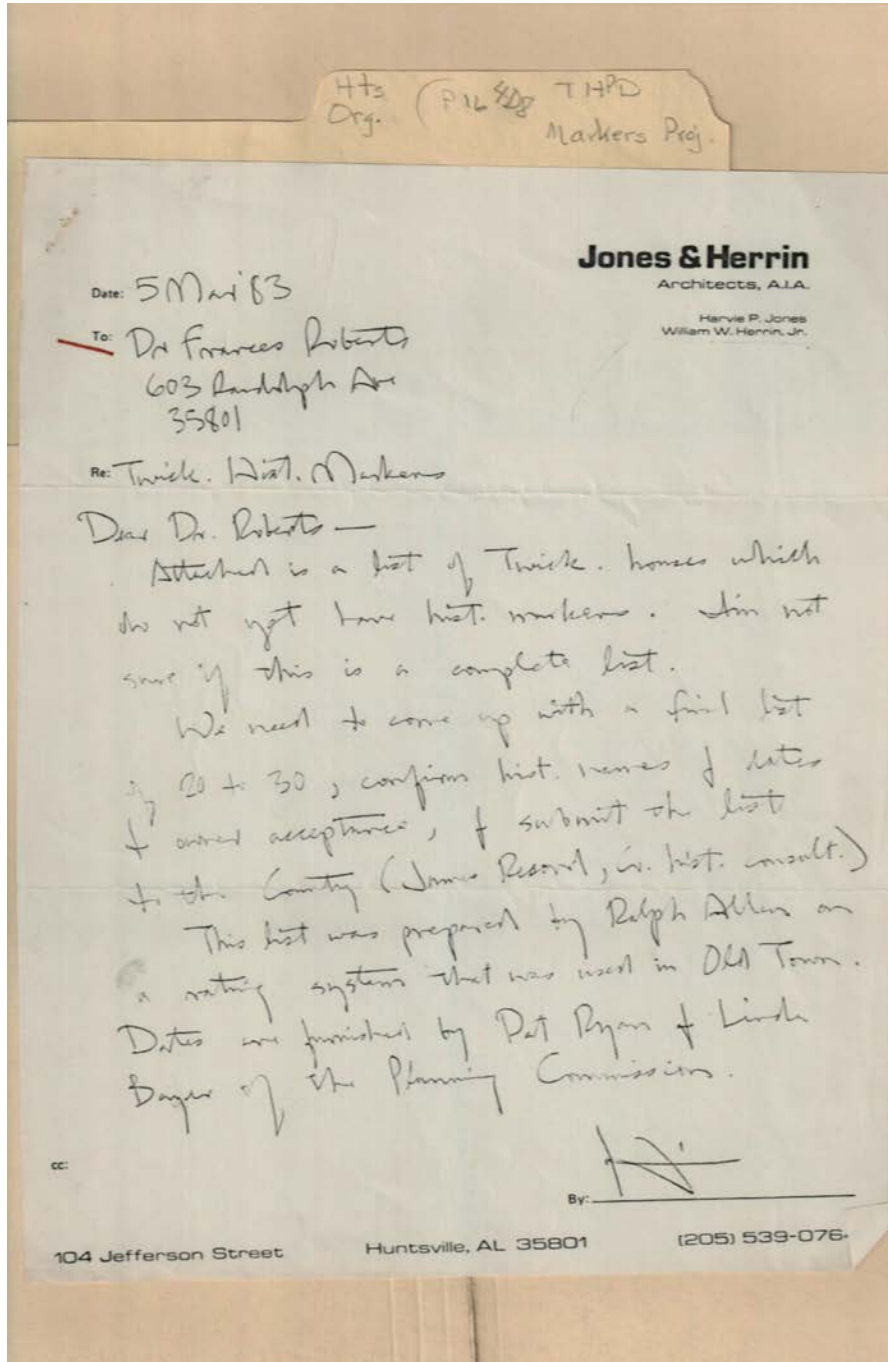 Hts THPD
Org. Markers Proj.
Jones & Herrin
Architects, A.I.A.
Harvie P. Jones
William W. Herrin, Jr.
Date: 5 Mar 83
To: Dr Frances Roberts
603 Randolph Ave
35801
Re: Twick. Hist. Markers
Dear Dr. Roberts —
Attached is a list of Twick. houses which
do not yet have hist. markers. I'm not
sure if this is a complete list.
We need to come up with a final list
of 20 to 30, confirm hist. names & dates
& owner acceptance, & submit the list
to the County (James Record, hist. consult.)
This list was prepared by Ralph Allen on
a rating system that was used in Old Town.
Dates are furnished by Pat Ryan & Linda
Bayer of the Planning Commission.
cc:
By:
104 Jefferson Street Huntsville, AL 35801 (205) 539-076